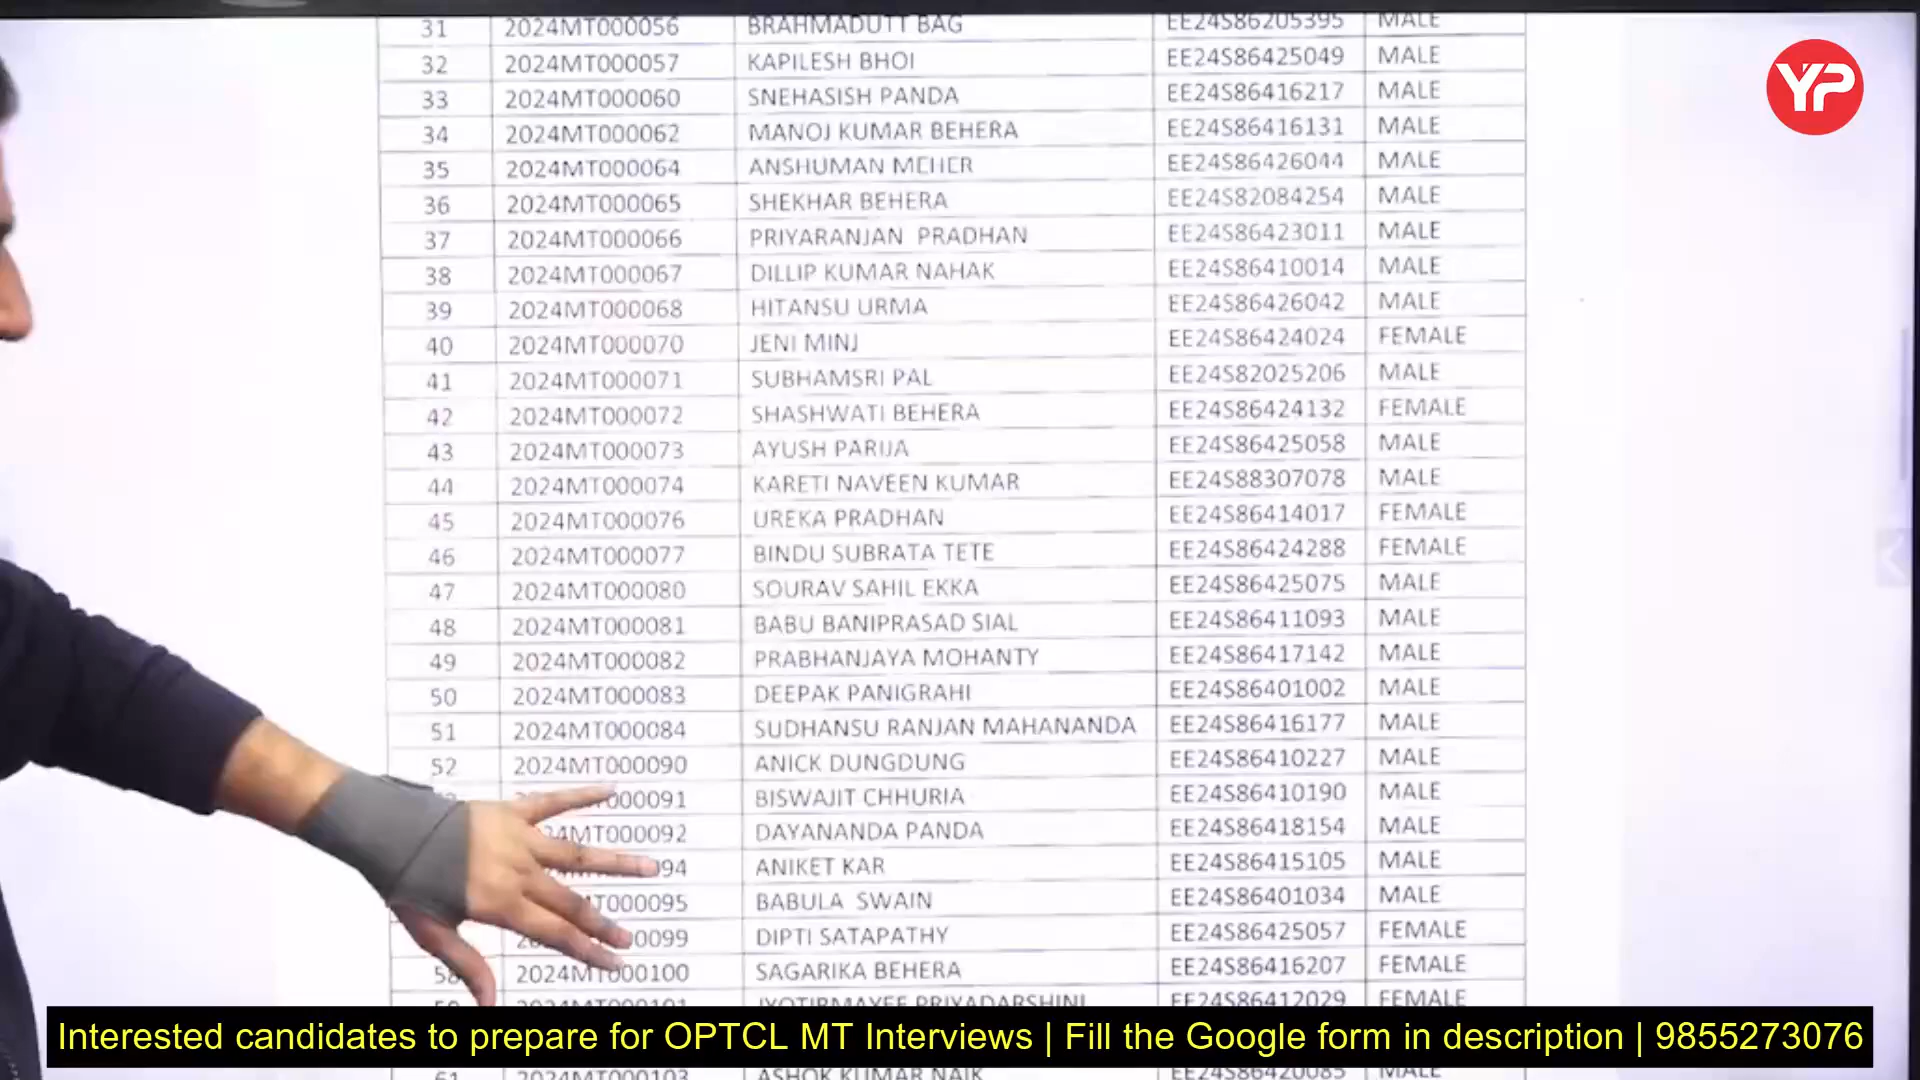 31 2024MT000056 BRAHMADUTT BAG EE24S86205395 MALE
32 2024MT000057 KAPILESH BHOI EE24S86425049 MALE
33 2024MT000060 SNEHASISH PANDA EE24S86416217 MALE
34 2024MT000062 MANOJ KUMAR BEHERA EE24S86416131 MALE
35 2024MT000064 ANSHUMAN MEHER EE24S86426044 MALE
36 2024MT000065 SHEKHAR BEHERA EE24S82084254 MALE
37 2024MT000066 PRIYARANJAN PRADHAN EE24S86423011 MALE
38 2024MT000067 DILLIP KUMAR NAHAK EE24S86410014 MALE
39 2024MT000068 HITANSU URMA EE24S86426042 MALE
40 2024MT000070 JENI MINJ EE24S86424024 FEMALE
41 2024MT000071 SUBHAMSRI PAL EE24S82025206 MALE
42 2024MT000072 SHASHWATI BEHERA EE24S86424132 FEMALE
43 2024MT000073 AYUSH PARIJA EE24S86425058 MALE
44 2024MT000074 KARETI NAVEEN KUMAR EE24S88307078 MALE
45 2024MT000076 UREKA PRADHAN EE24S86414017 FEMALE
46 2024MT000077 BINDU SUBRATA TETE EE24S86424288 FEMALE
47 2024MT000080 SOURAV SAHIL EKKA EE24S86425075 MALE
48 2024MT000081 BABU BANIPRASAD SIAL EE24S86411093 MALE
49 2024MT000082 PRABHANJAYA MOHANTY EE24S86417142 MALE
50 2024MT000083 DEEPAK PANIGRAHI EE24S86401002 MALE
51 2024MT000084 SUDHANSU RANJAN MAHANANDA EE24S86416177 MALE
52 2024MT000090 ANICK DUNGDUNG EE24S86410227 MALE
000091 BISWAJIT CHHURIA EE24S86410190 MALE
MT000092 DAYANANDA PANDA EE24S86418154 MALE
94 ANIKET KAR EE24S86415105 MALE
T000095 BABULA SWAIN EE24S86401034 MALE
00099 DIPTI SATAPATHY EE24S86425057 FEMALE
58 2024MT000100 SAGARIKA BEHERA EE24S86416207 FEMALE
59 2024MT000101 JYOTIRMAYEE PRIYADARSHINI EE24S86412029 FEMALE
Interested candidates to prepare for OPTCL MT Interviews | Fill the Google form in description | 9855273076
61 2024MT000103 ASHOK KUMAR NAIK EE24S86420085 MALE
YP